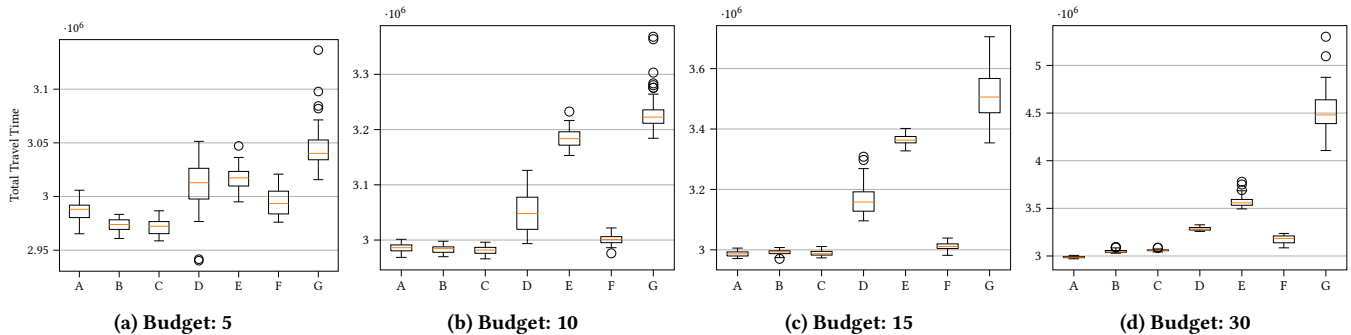 ·10⁶
3.1
3.05
3
2.95
Total Travel Time
A B C D E F G
(a) Budget: 5
·10⁶
3.3
3.2
3.1
3
A B C D E F G
(b) Budget: 10
·10⁶
3.6
3.4
3.2
3
A B C D E F G
(c) Budget: 15
·10⁶
5
4.5
4
3.5
3
A B C D E F G
(d) Budget: 30